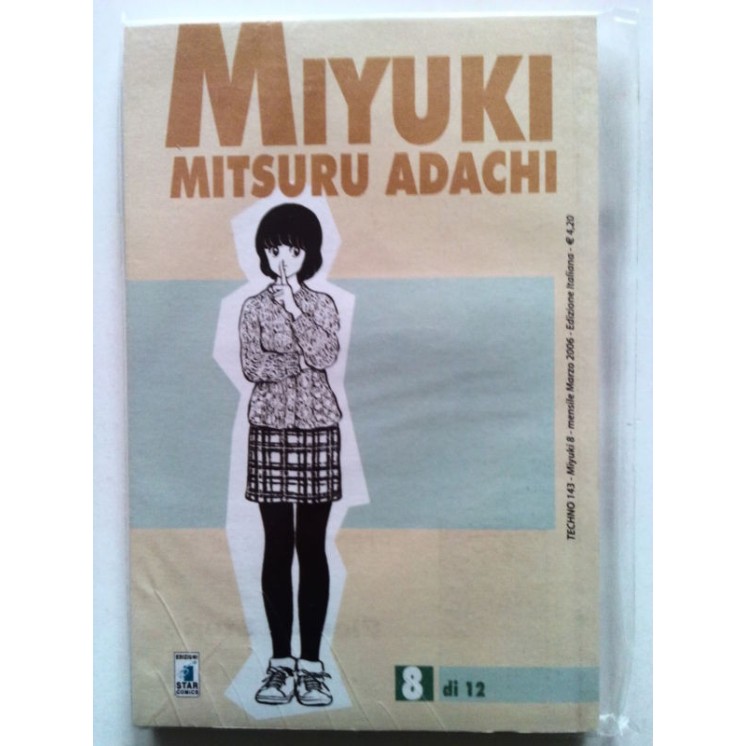 MIYUKI
MITSURU ADACHI
TECHNO 143 - Miyuki 8 - mensile Marzo 2006 - Edizione Italiana - € 4,20
EDIZIONI
STAR
COMICS
8 di 12